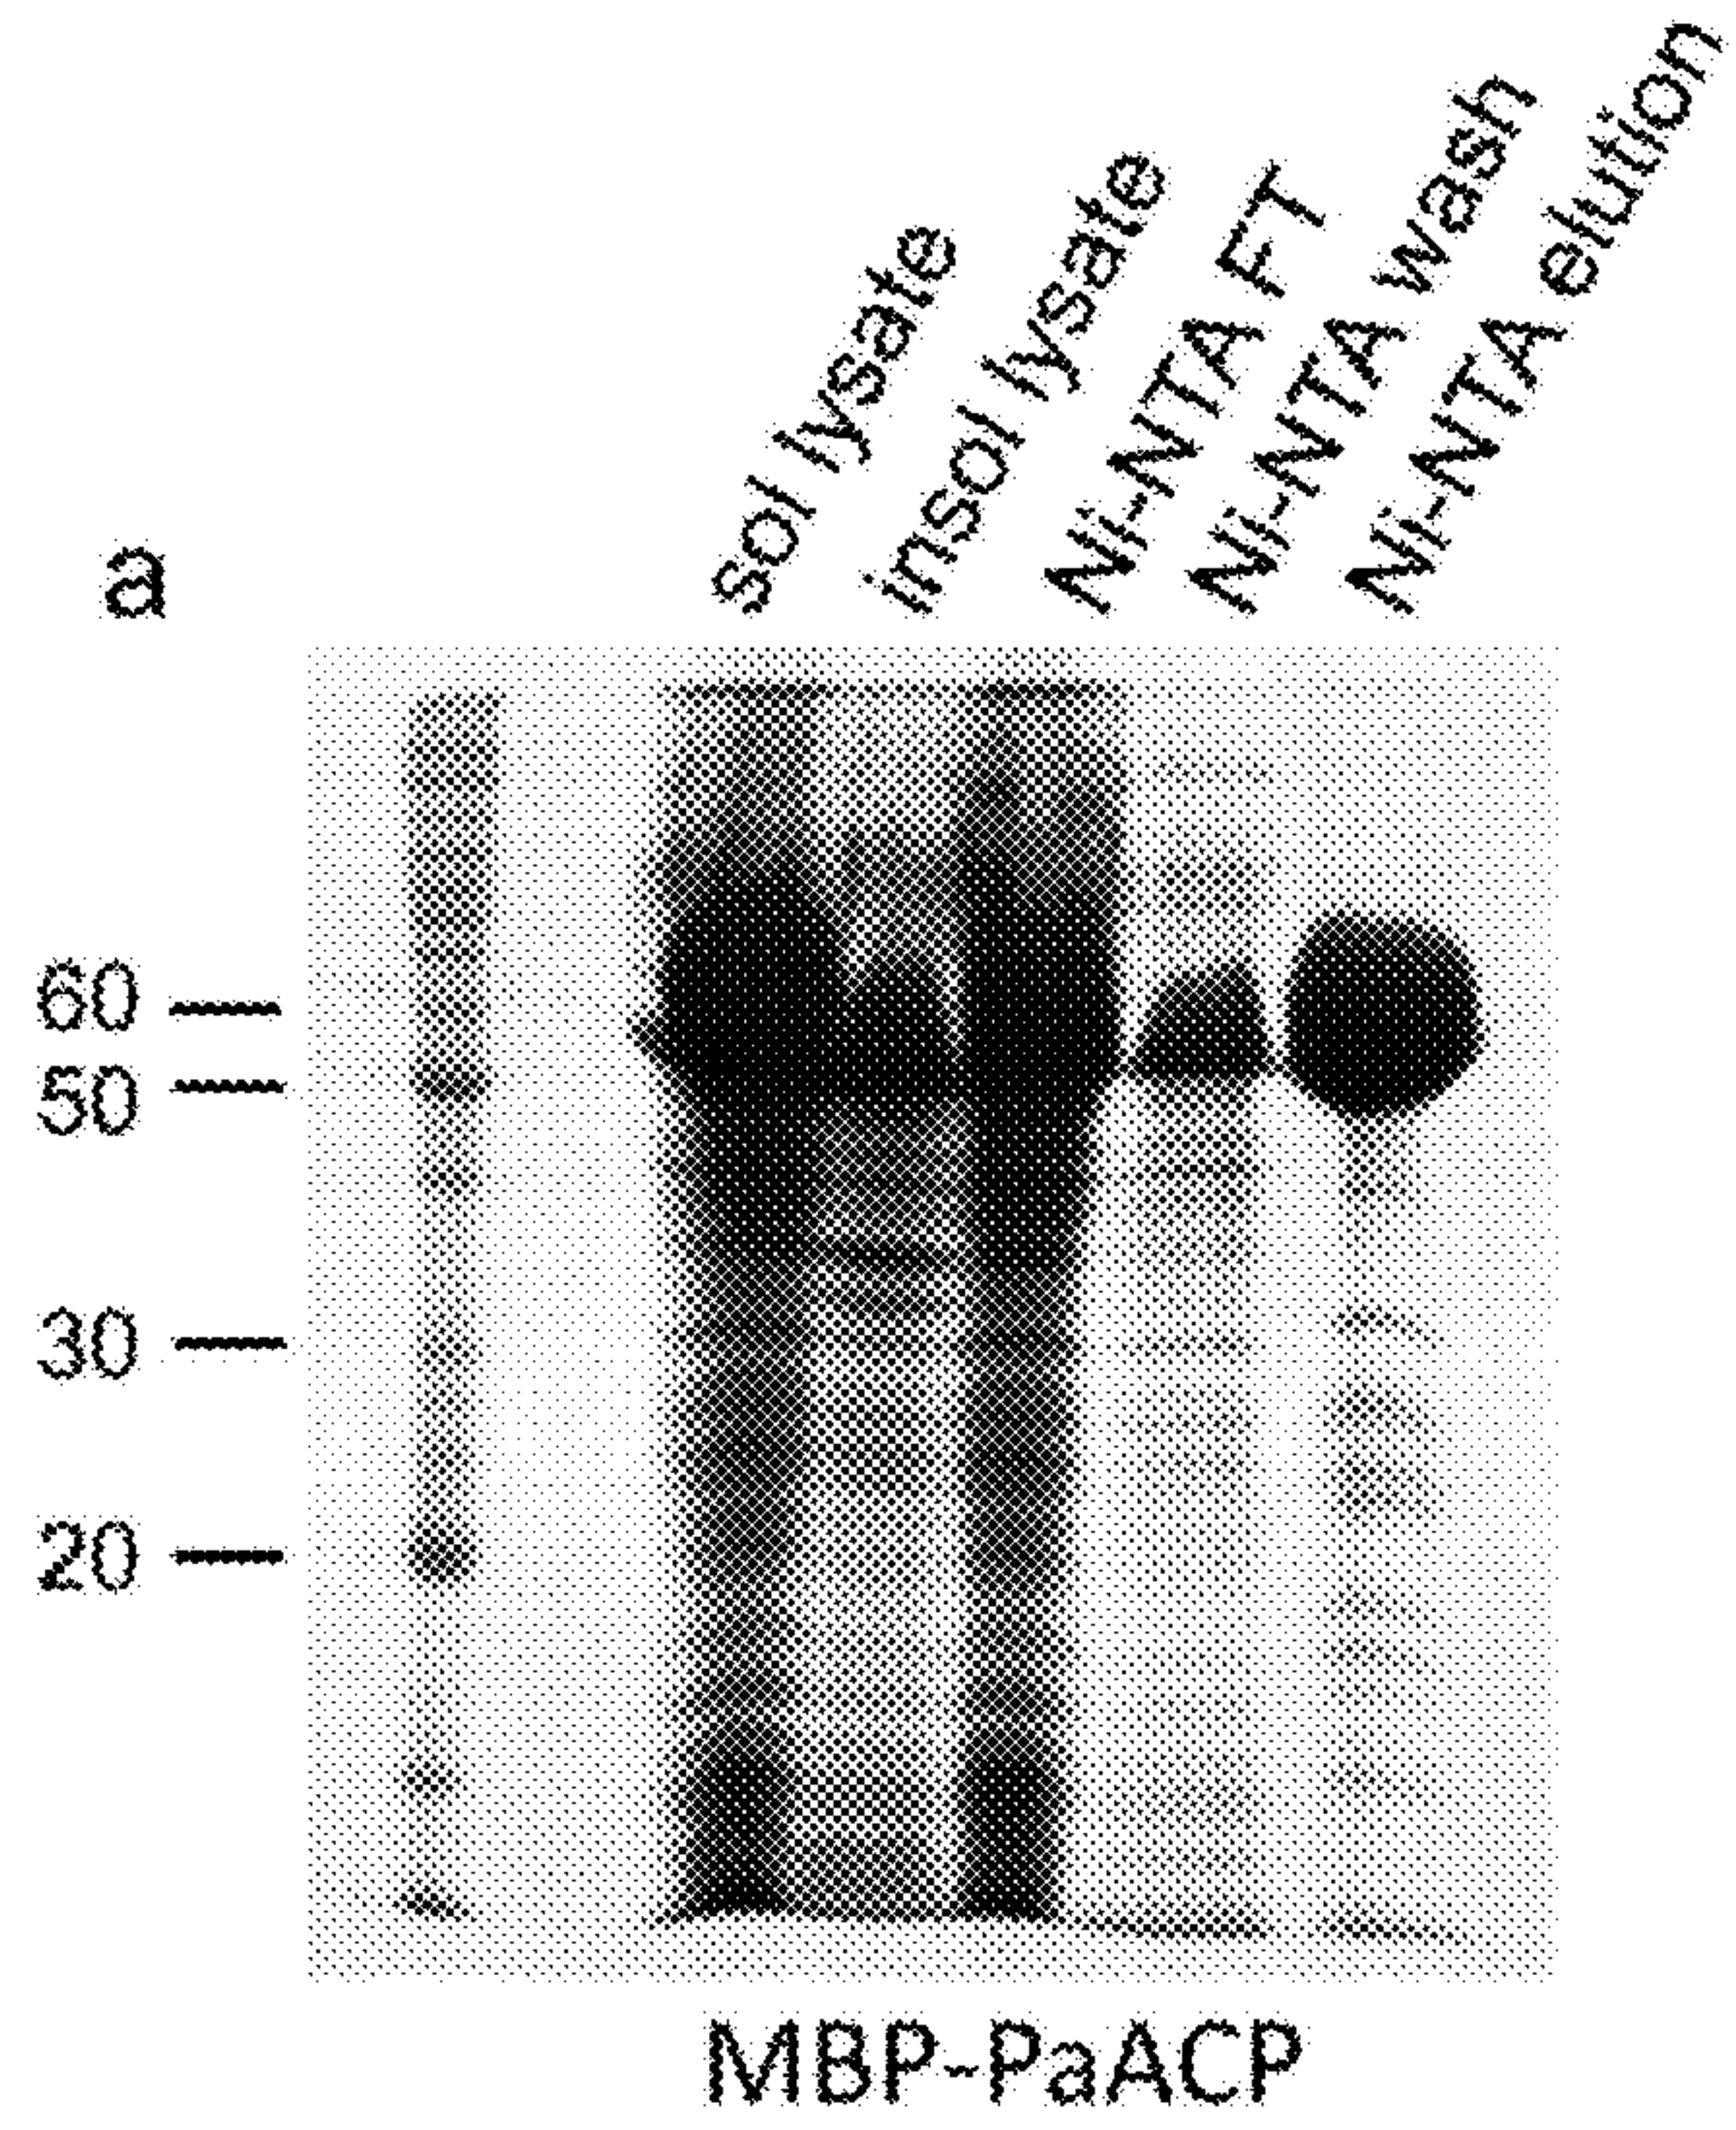 sol lysate
insol lysate
Ni-NTA FT
Ni-NTA wash
Ni-NTA elution
a
60
50
30
20
MBP-PaACP